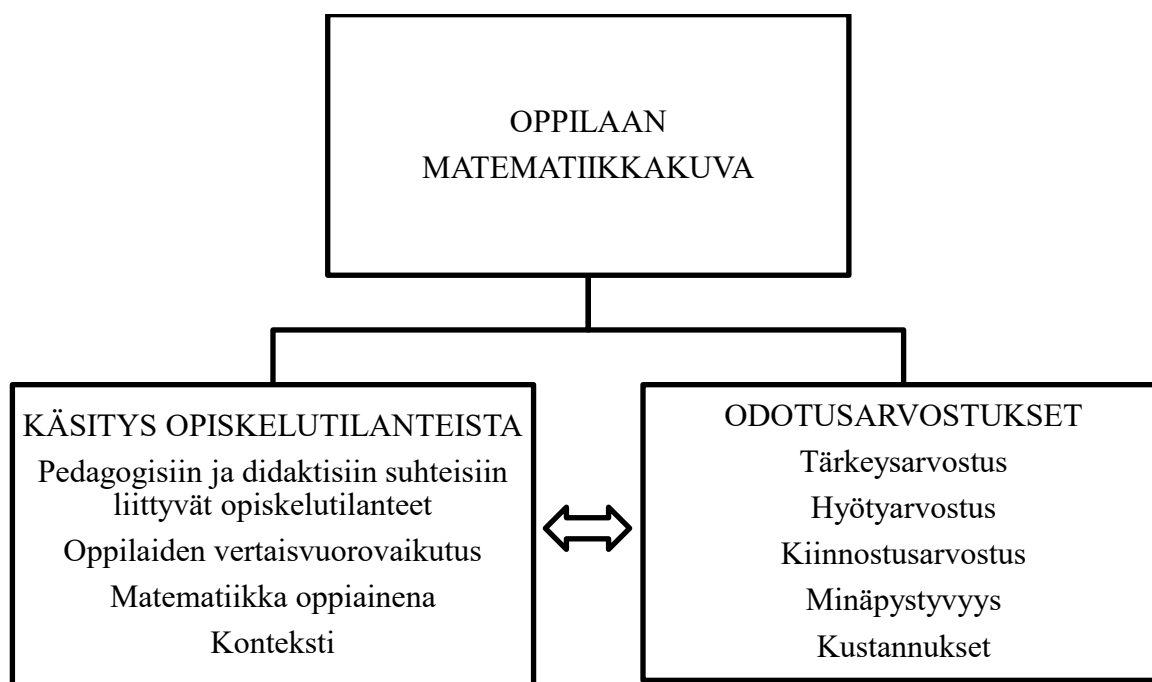 OPPILAAN
MATEMATIIKKAKUVA
KÄSITYS OPISKELUTILANTEISTA
Pedagogisiin ja didaktisiin suhteisiin
liittyvät opiskelutilanteet
Oppilaiden vertaisvuorovaikutus
Matematiikka oppiainena
Konteksti
ODOTUSARVOSTUKSET
Tärkeysarvostus
Hyötyarvostus
Kiinnostusarvostus
Minäpystyvyys
Kustannukset